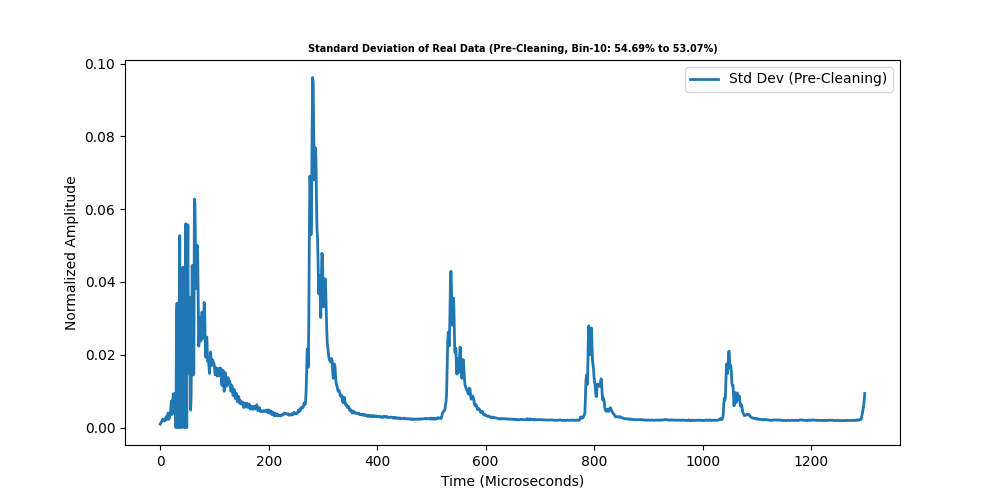 Standard Deviation of Real Data (Pre-Cleaning, Bin-10: 54.69% to 53.07%)
Std Dev (Pre-Cleaning)
Normalized Amplitude
0.10
0.08
0.06
0.04
0.02
0.00
0 200 400 600 800 1000 1200
Time (Microseconds)